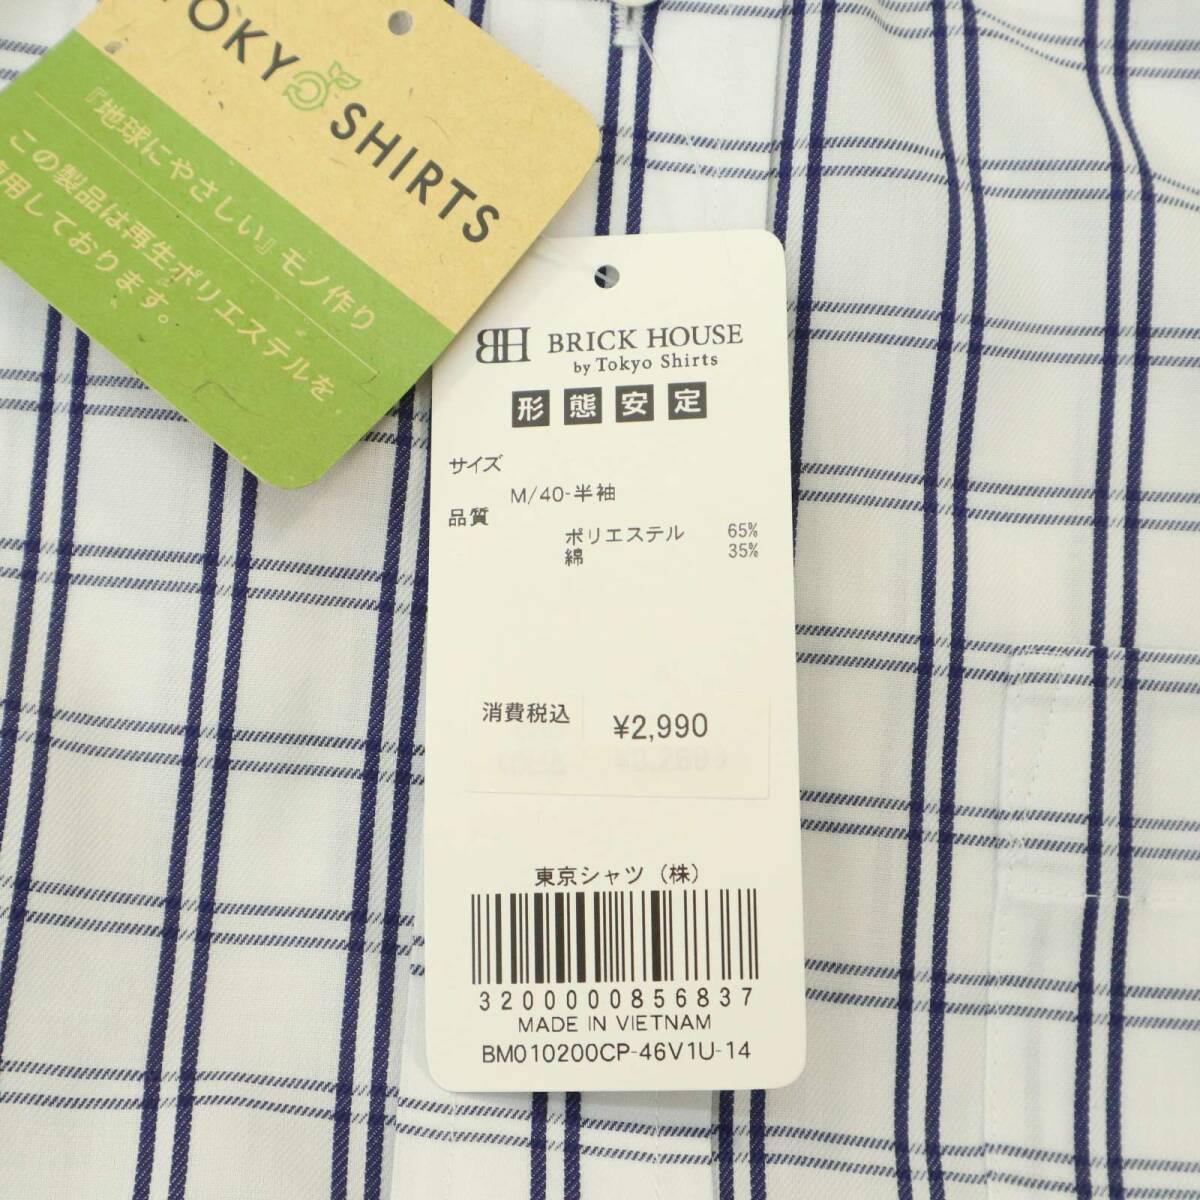 TOKYO
SHIRTS
『地球にやさしい』モノ作り
この製品は再生ポリエステルを
使用しております。
BH BRICK HOUSE
by Tokyo Shirts
形態安定
サイズ
M/40-半袖
品質
ポリエステル 65%
綿 35%
消費税込 ¥2,990
東京シャツ（株）
3200000856837
MADE IN VIETNAM
BM010200CP-46V1U-14